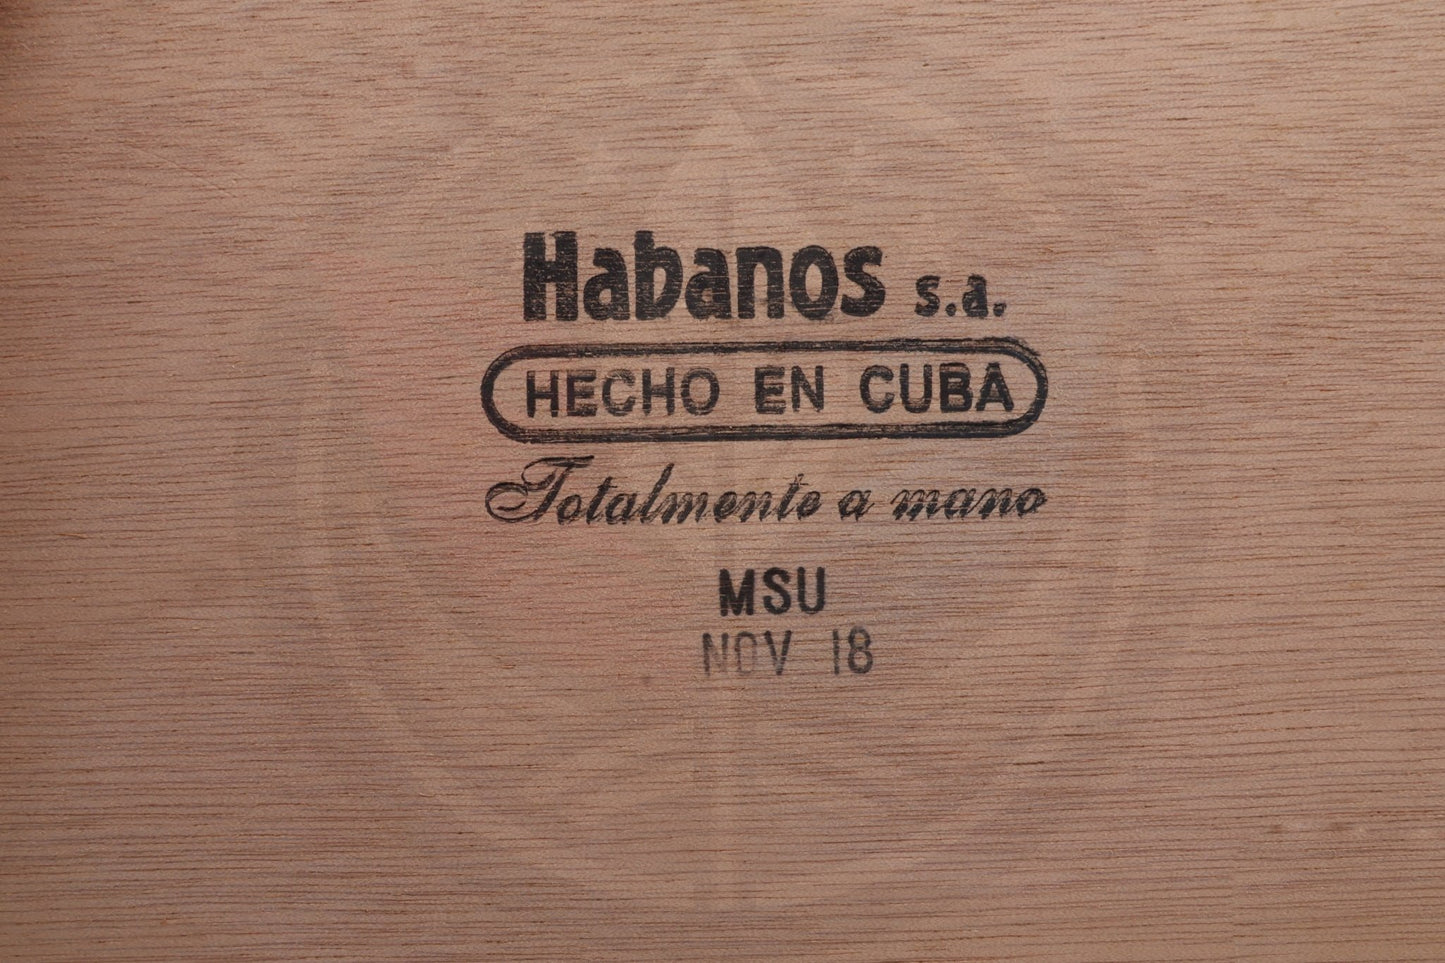 Habanos s.a.
HECHO EN CUBA
Totalmente a mano
MSU
NOV 18